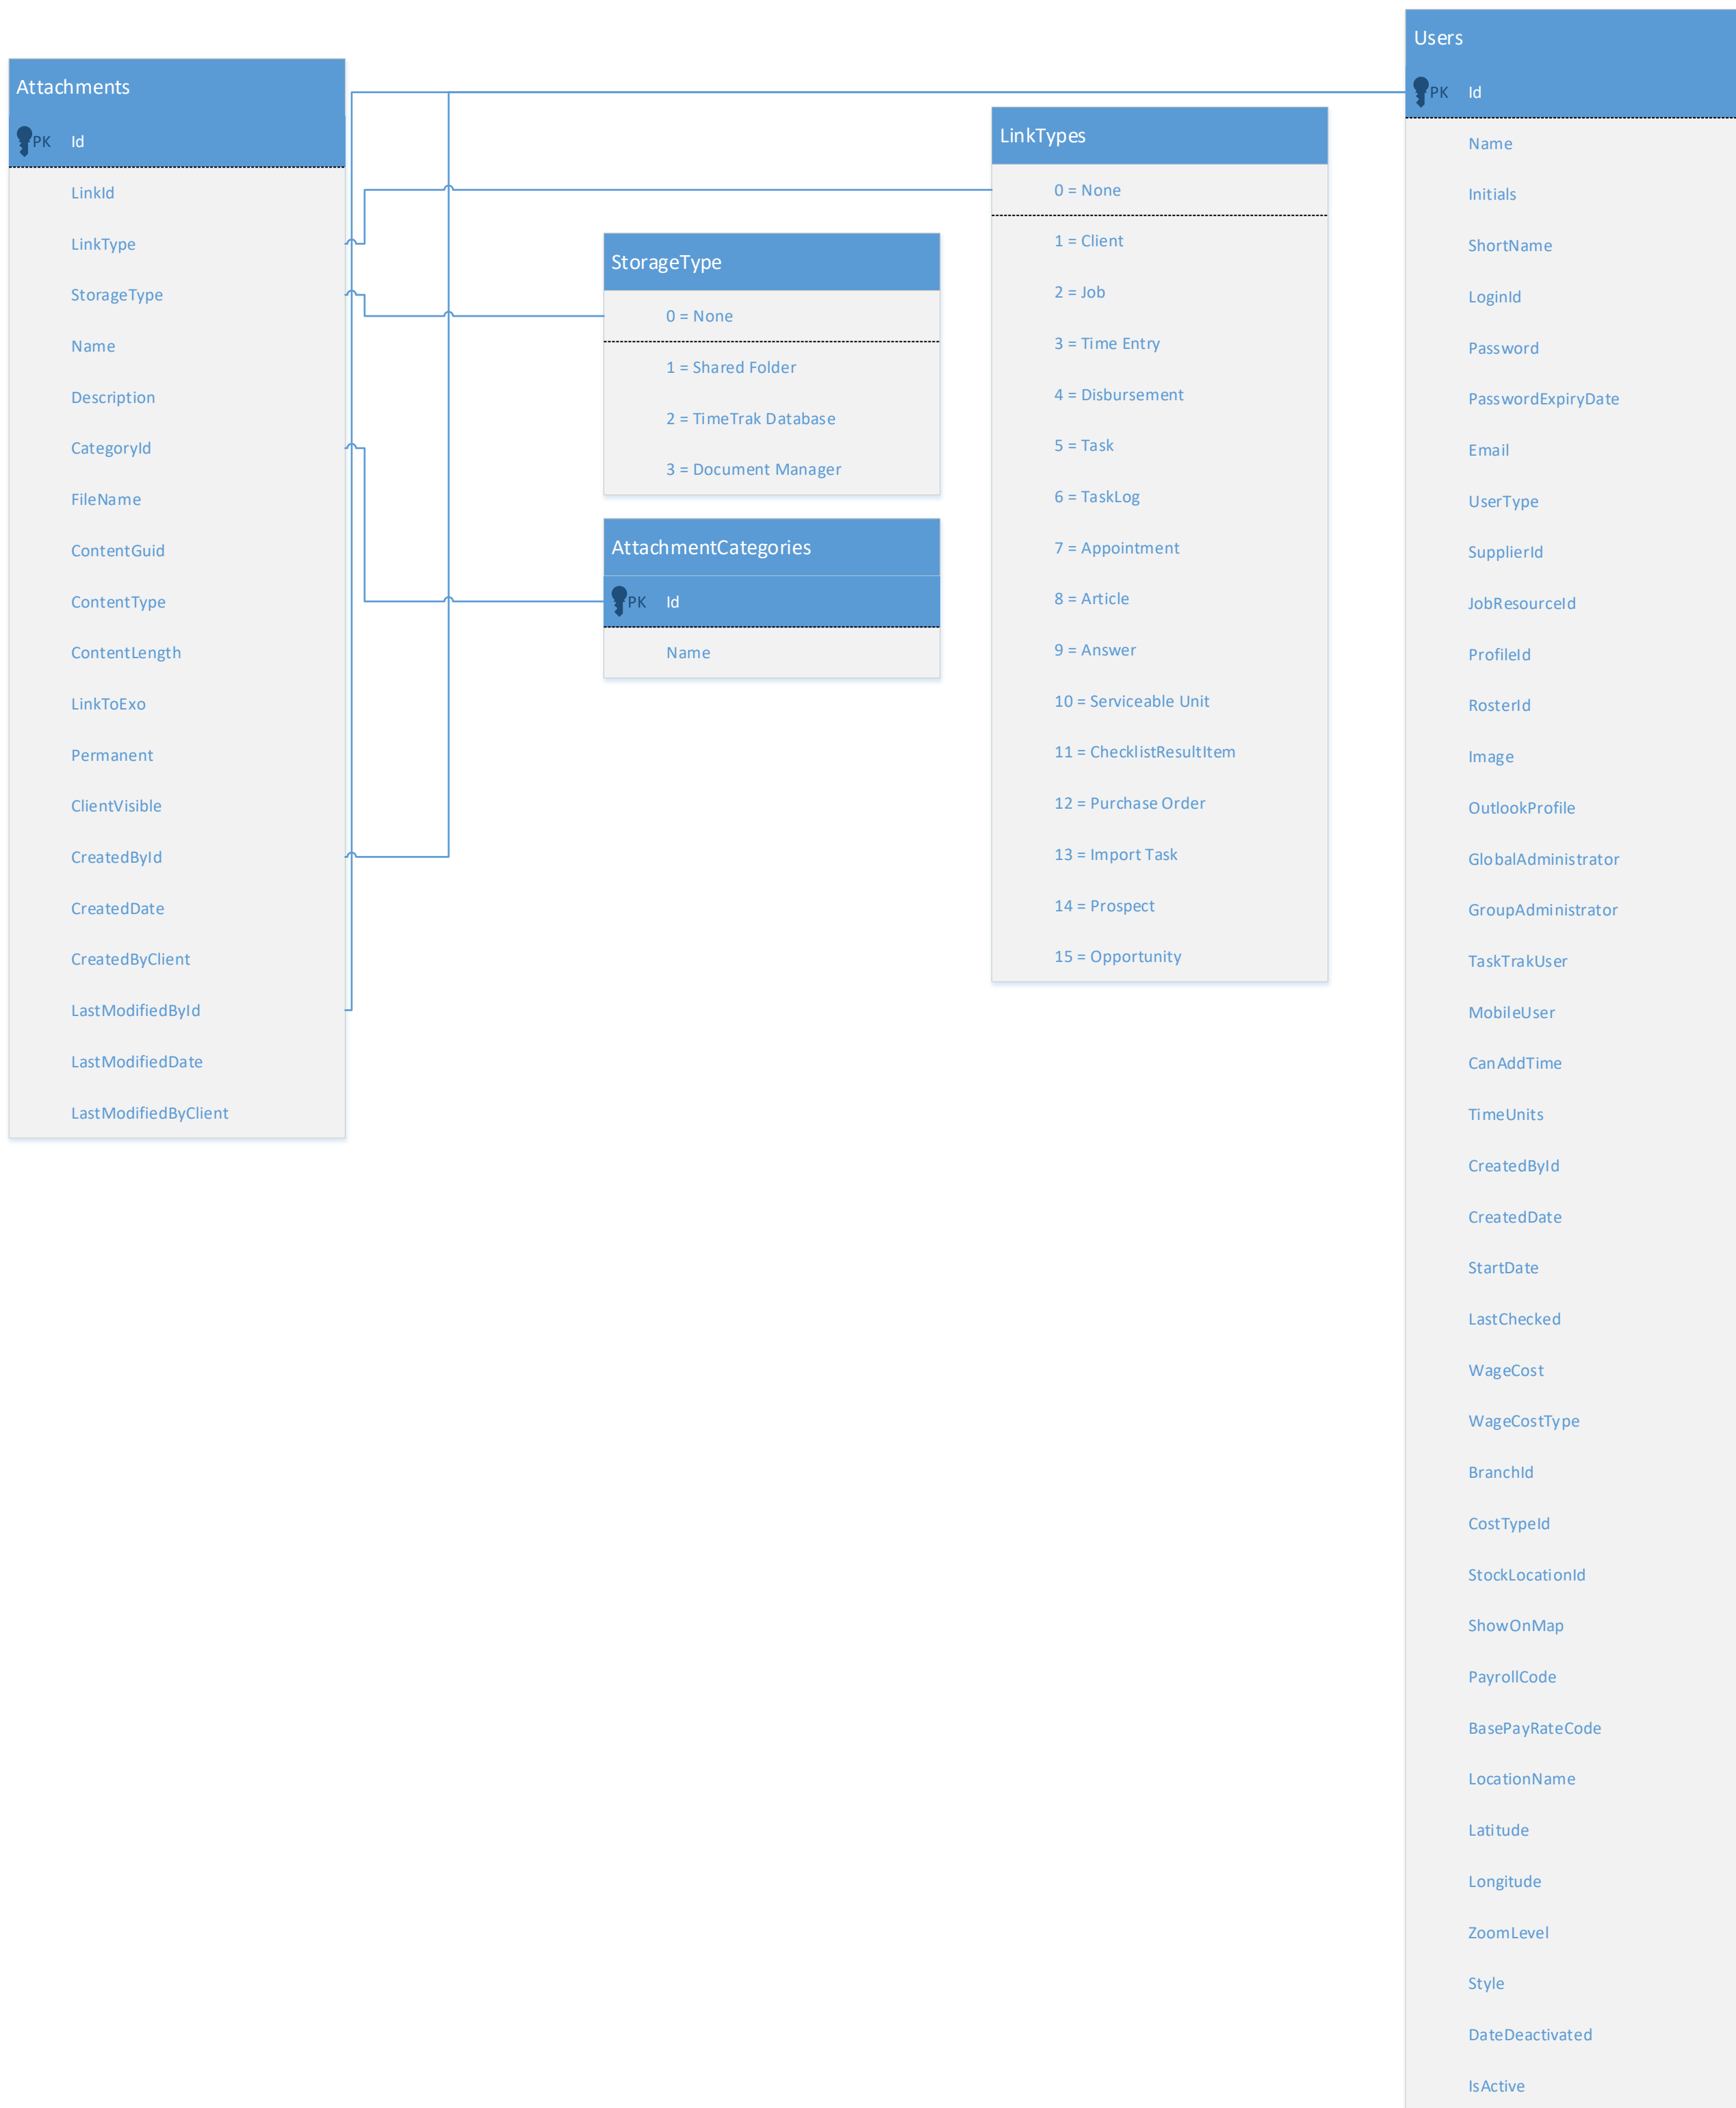 Attachments
PK Id
LinkId
LinkType
StorageType
Name
Description
CategoryId
FileName
ContentGuid
ContentType
ContentLength
LinkToExo
Permanent
ClientVisible
CreatedById
CreatedDate
CreatedByClient
LastModifiedById
LastModifiedDate
LastModifiedByClient
StorageType
0 = None
1 = Shared Folder
2 = TimeTrak Database
3 = Document Manager
AttachmentCategories
PK Id
Name
LinkTypes
0 = None
1 = Client
2 = Job
3 = Time Entry
4 = Disbursement
5 = Task
6 = TaskLog
7 = Appointment
8 = Article
9 = Answer
10 = Serviceable Unit
11 = ChecklistResultItem
12 = Purchase Order
13 = Import Task
14 = Prospect
15 = Opportunity
Users
PK Id
Name
Initials
ShortName
LoginId
Password
PasswordExpiryDate
Email
UserType
SupplierId
JobResourceId
ProfileId
RosterId
Image
OutlookProfile
GlobalAdministrator
GroupAdministrator
TaskTrakUser
MobileUser
CanAddTime
TimeUnits
CreatedById
CreatedDate
StartDate
LastChecked
WageCost
WageCostType
BranchId
CostTypeId
StockLocationId
ShowOnMap
PayrollCode
BasePayRateCode
LocationName
Latitude
Longitude
ZoomLevel
Style
DateDeactivated
IsActive